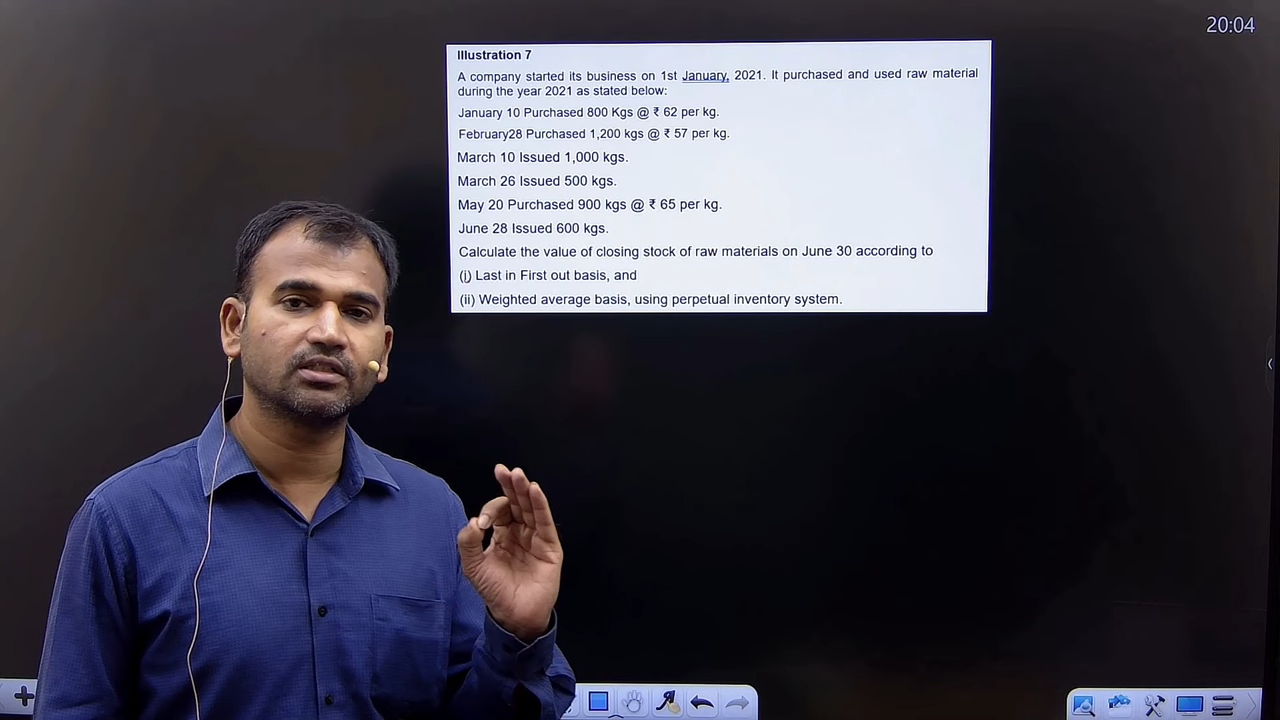 20:04
Illustration 7
A company started its business on 1st January, 2021. It purchased and used raw material
during the year 2021 as stated below:
January 10 Purchased 800 Kgs @ ₹ 62 per kg.
February28 Purchased 1,200 kgs @ ₹ 57 per kg.
March 10 Issued 1,000 kgs.
March 26 Issued 500 kgs.
May 20 Purchased 900 kgs @ ₹ 65 per kg.
June 28 Issued 600 kgs.
Calculate the value of closing stock of raw materials on June 30 according to
(i) Last in First out basis, and
(ii) Weighted average basis, using perpetual inventory system.